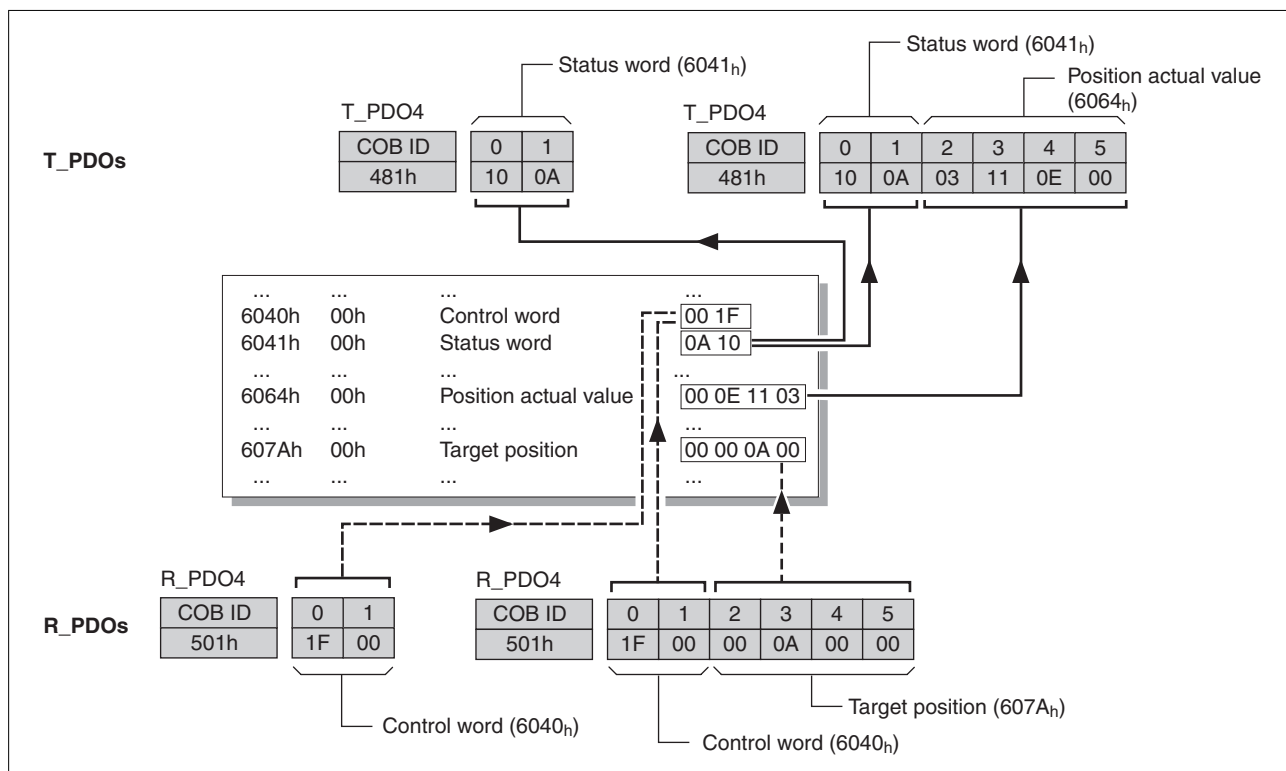 Status word (6041h)
Status word (6041h)
Position actual value
(6064h)
T_PDO4
T_PDO4
T_PDOs
COB ID 0 1
COB ID 0 1 2 3 4 5
481h 10 0A
481h 10 0A 03 11 0E 00
... ... ... ...
6040h 00h Control word 00 1F
6041h 00h Status word 0A 10
... ... ... ...
6064h 00h Position actual value 00 0E 11 03
... ... ... ...
607Ah 00h Target position 00 00 0A 00
... ... ... ...
R_PDO4
R_PDO4
R_PDOs
COB ID 0 1
COB ID 0 1 2 3 4 5
501h 1F 00
501h 1F 00 00 0A 00 00
Target position (607Ah)
Control word (6040h)
Control word (6040h)